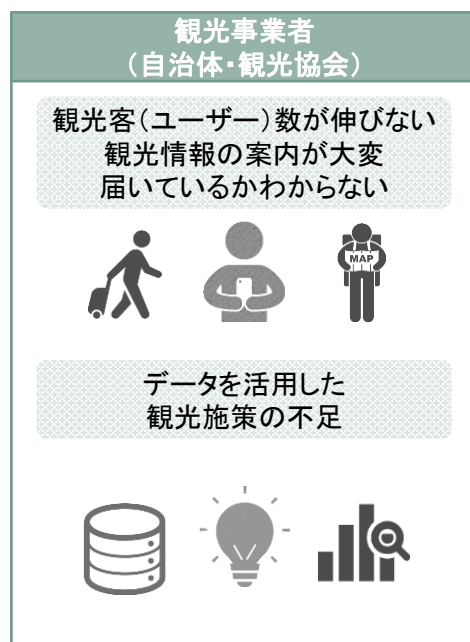 観光事業者
（自治体・観光協会）
観光客（ユーザー）数が伸びない
観光情報の案内が大変
届いているかわからない
MAP
データを活用した
観光施策の不足